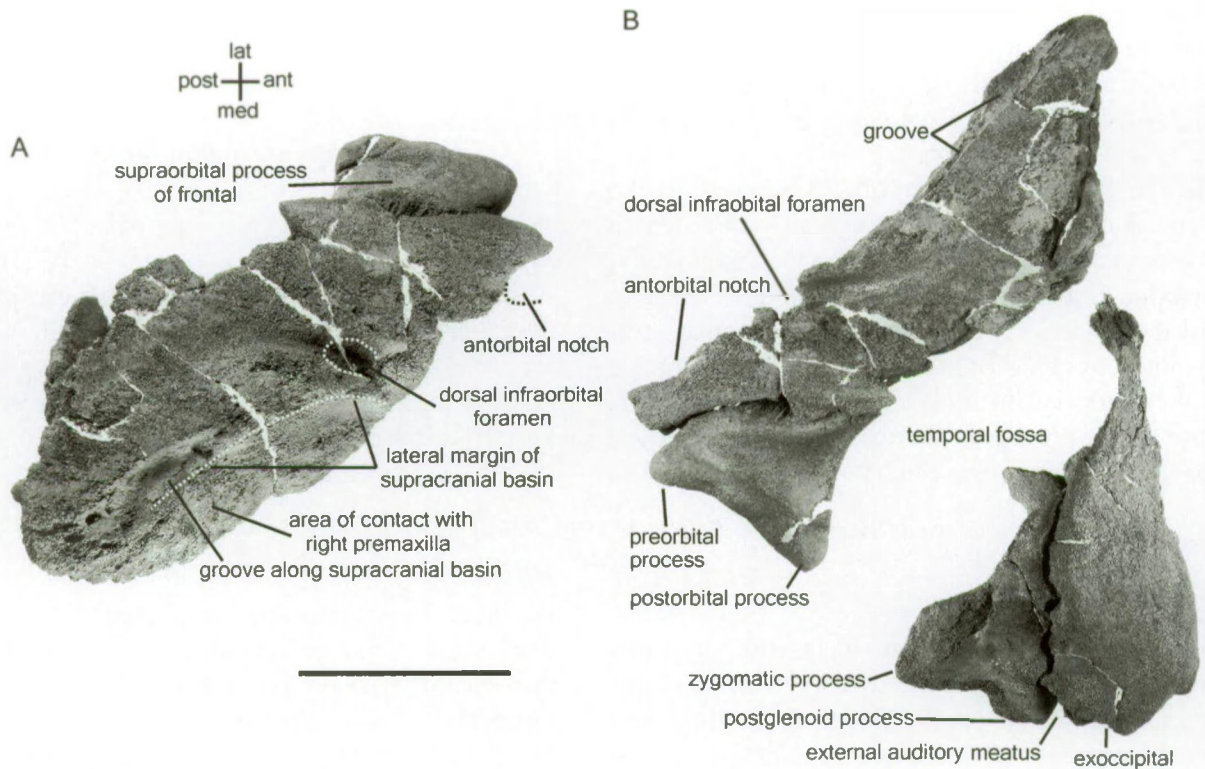 lat
post ant
med
A
supraorbital process
of frontal
antorbital notch
dorsal infraorbital
foramen
lateral margin of
supracranial basin
area of contact with
right premaxilla
groove along supracranial basin
B
groove
dorsal infraobital foramen
antorbital notch
temporal fossa
preorbital
process
postorbital process
zygomatic process
postglenoid process
external auditory meatus
exoccipital